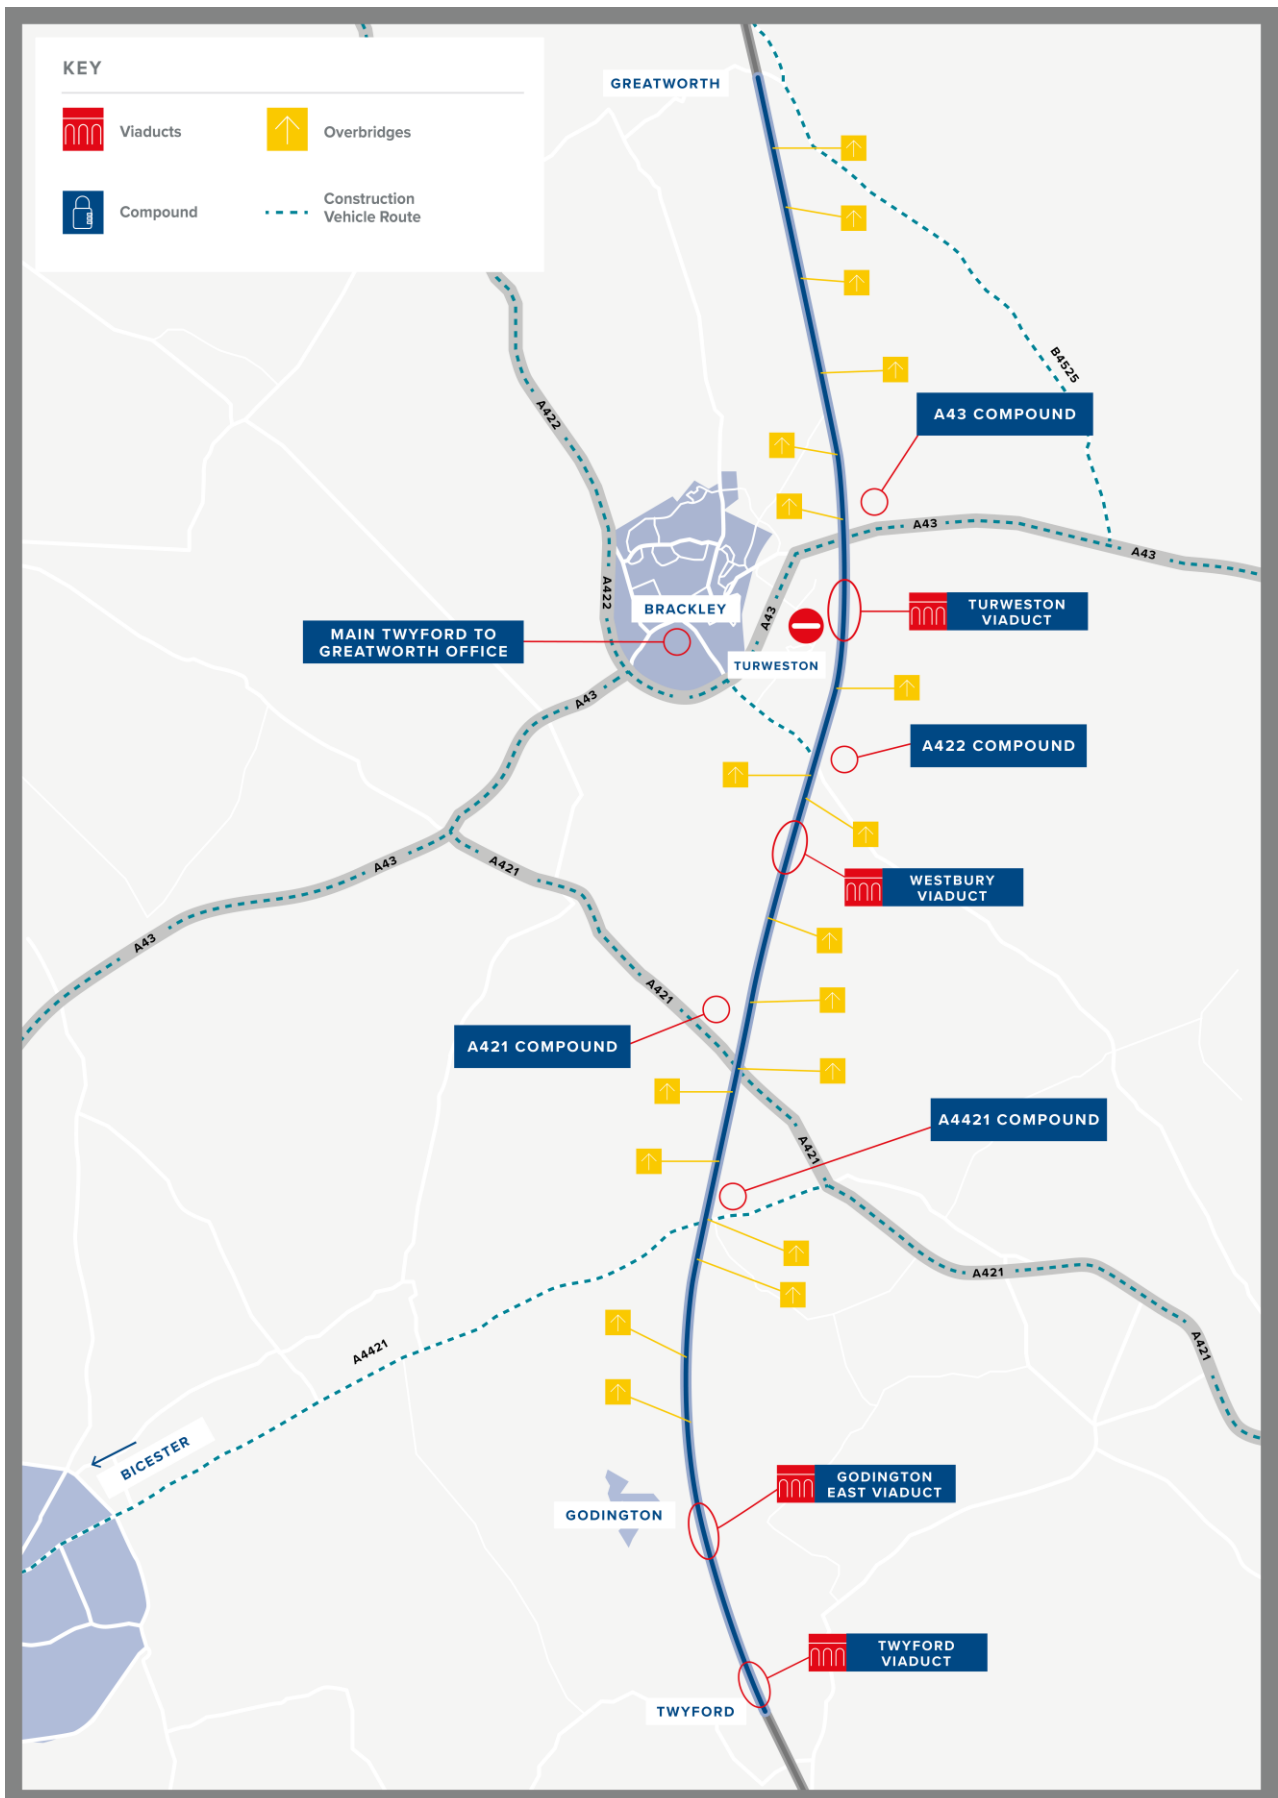 KEY
Viaducts
Overbridges
Compound
Construction
Vehicle Route
GREATWORTH
B4525
A43 COMPOUND
A422
A43
A43
A422
BRACKLEY
A43
TURWESTON
VIADUCT
MAIN TWYFORD TO
GREATWORTH OFFICE
TURWESTON
A43
A422 COMPOUND
A43
A421
WESTBURY
VIADUCT
A43
A421
A421 COMPOUND
A4421 COMPOUND
A421
A421
A421
A4421
BICESTER
GODINGTON
EAST VIADUCT
GODINGTON
TWYFORD
VIADUCT
TWYFORD